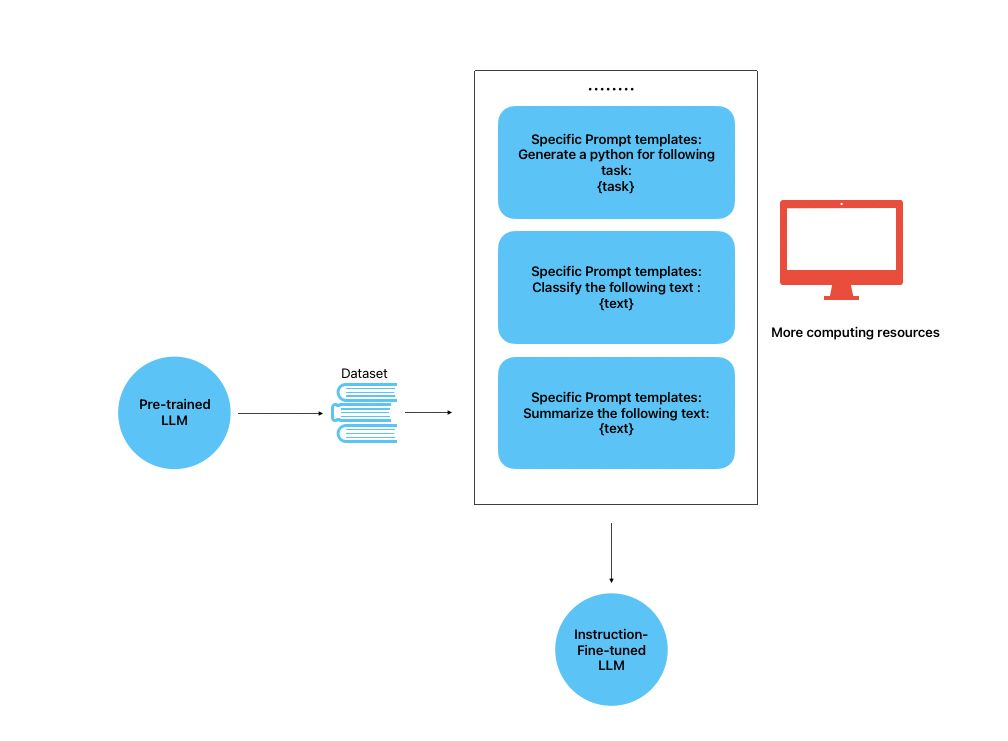 ........
Specific Prompt templates:
Generate a python for following
task:
{task}
Specific Prompt templates:
Classify the following text :
{text}
More computing resources
Dataset
Pre-trained
LLM
Specific Prompt templates:
Summarize the following text:
{text}
Instruction-
Fine-tuned
LLM